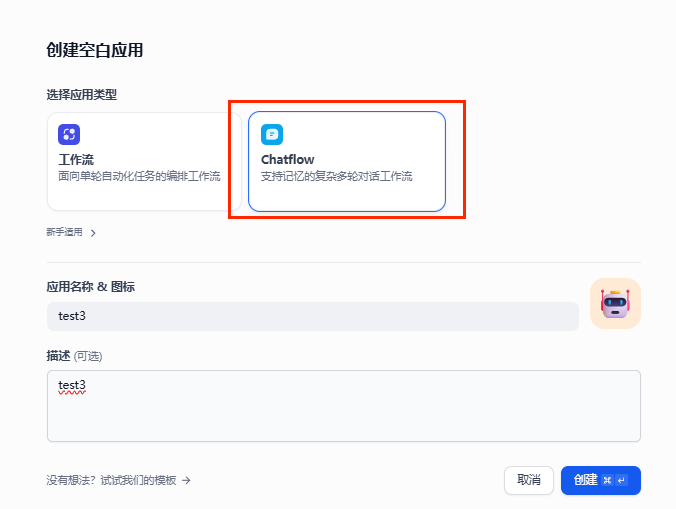 创建空白应用
选择应用类型
工作流
面向单轮自动化任务的编排工作流
Chatflow
支持记忆的复杂多轮对话工作流
新手适用
应用名称 & 图标
test3
描述 (可选)
test3
没有想法？试试我们的模板 →
取消
创建 ⌘ ↵